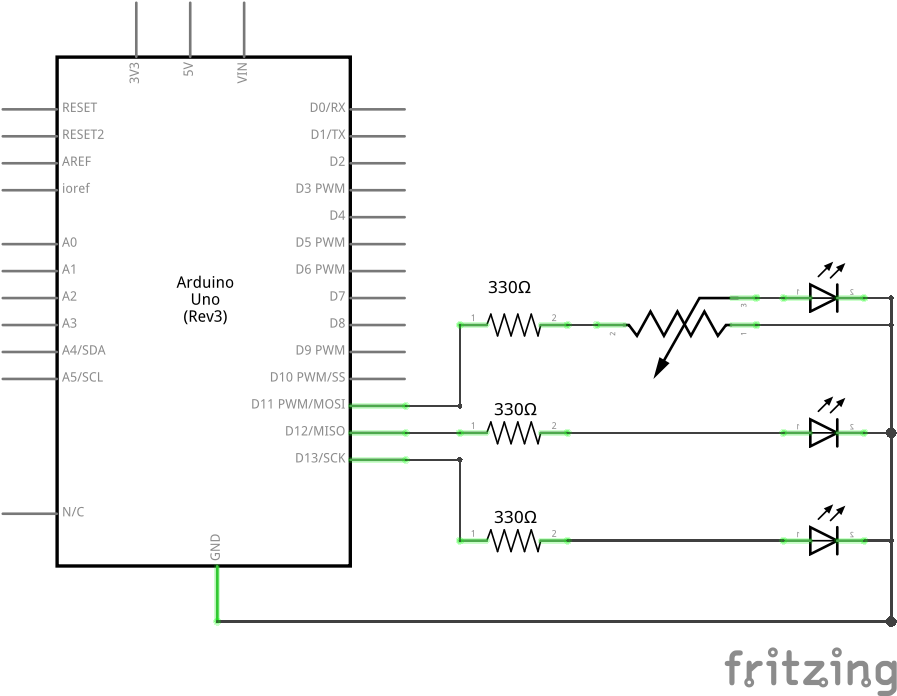 3V3
5V
VIN
RESET
RESET2
AREF
ioref
A0
A1
A2
A3
A4/SDA
A5/SCL
N/C
Arduino
Uno
(Rev3)
D0/RX
D1/TX
D2
D3 PWM
D4
D5 PWM
D6 PWM
D7
D8
D9 PWM
D10 PWM/SS
D11 PWM/MOSI
D12/MISO
D13/SCK
GND
330Ω
1 2
2 3 1
1 2
330Ω
1 2
1 2
330Ω
1 2
1 2
fritzing